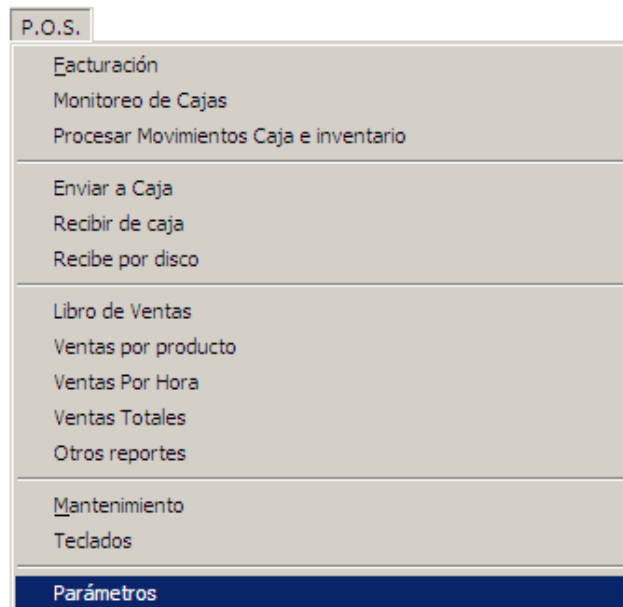 P.O.S.
Facturación
Monitoreo de Cajas
Procesar Movimientos Caja e inventario
Enviar a Caja
Recibir de caja
Recibe por disco
Libro de Ventas
Ventas por producto
Ventas Por Hora
Ventas Totales
Otros reportes
Mantenimiento
Teclados
Parámetros